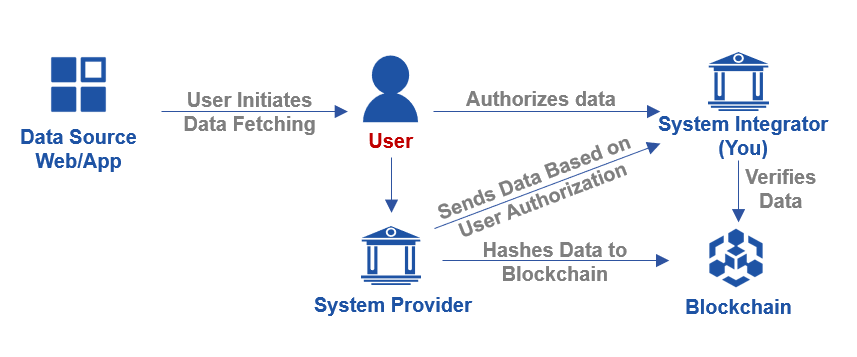 User Initiates
Data Fetching
Authorizes data
Data Source
Web/App
User
System Integrator
(You)
Sends Data Based on
User Authorization
Verifies
Data
Hashes Data to
Blockchain
System Provider
Blockchain